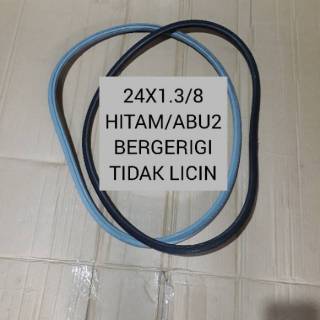 24X1.3/8
HITAM/ABU2
BERGERIGI
TIDAK LICIN